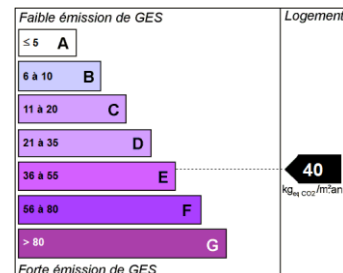 Faible émission de GES
Logement
≤ 5 A
6 à 10 B
11 à 20 C
21 à 35 D
36 à 55 E
40
kgeq CO2/m².an
56 à 80 F
> 80 G
Forte émission de GES